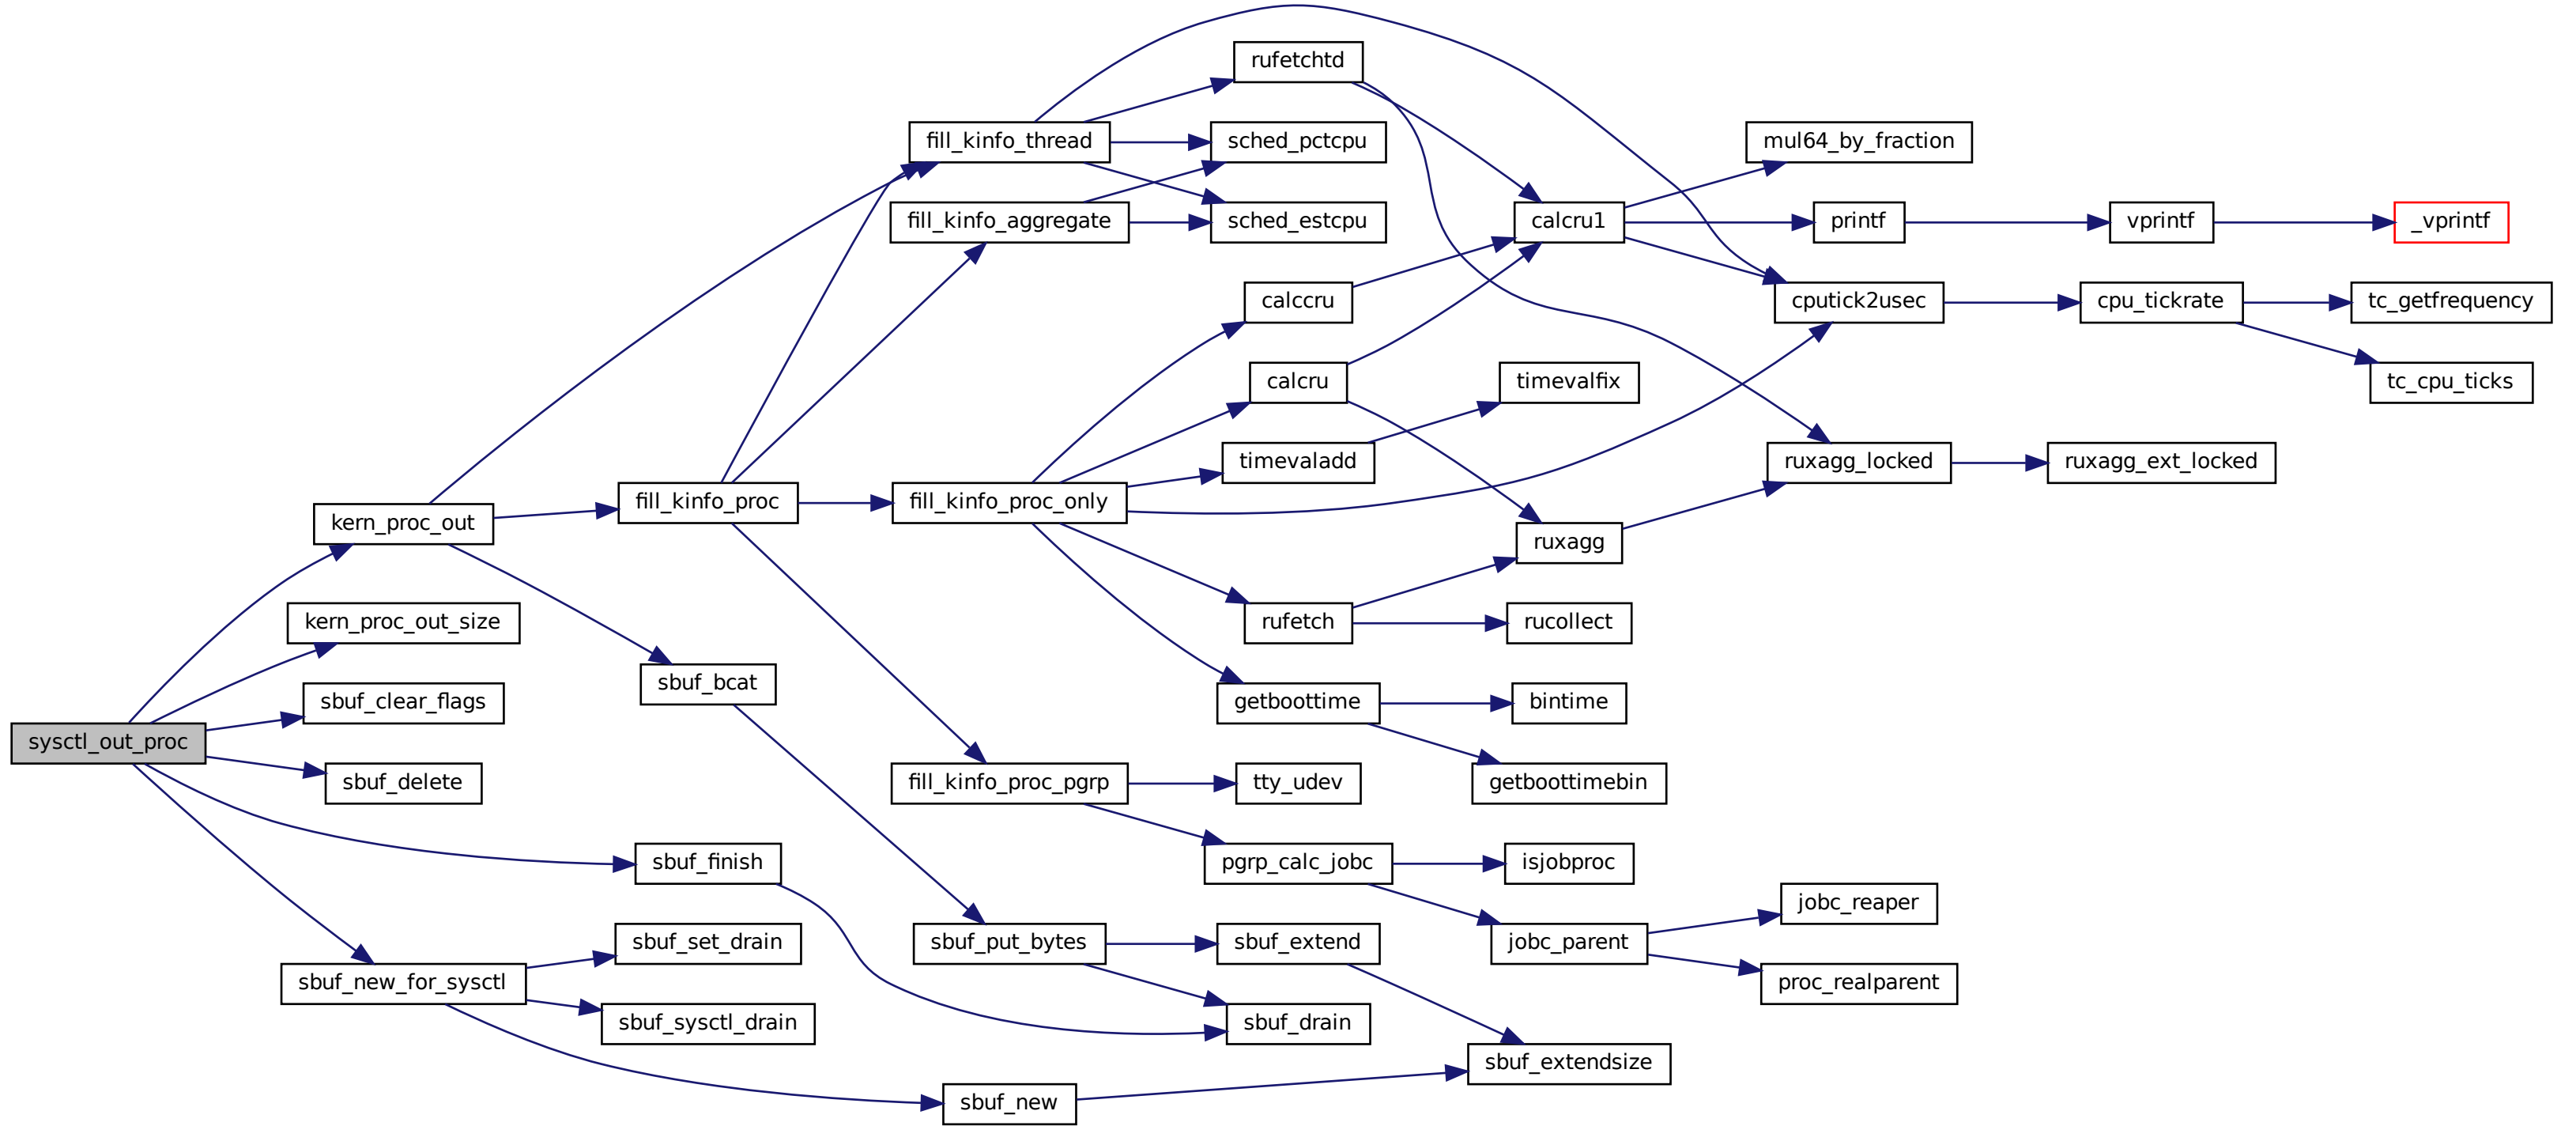 rufetchtd
fill_kinfo_thread
sched_pctcpu
mul64_by_fraction
fill_kinfo_aggregate
sched_estcpu
calcru1
printf
vprintf
_vprintf
calccru
cputick2usec
cpu_tickrate
tc_getfrequency
calcru
timevalfix
tc_cpu_ticks
timevaladd
ruxagg_locked
ruxagg_ext_locked
kern_proc_out
fill_kinfo_proc
fill_kinfo_proc_only
ruxagg
kern_proc_out_size
rufetch
rucollect
sbuf_bcat
sbuf_clear_flags
getboottime
bintime
sysctl_out_proc
sbuf_delete
fill_kinfo_proc_pgrp
tty_udev
getboottimebin
sbuf_finish
pgrp_calc_jobc
isjobproc
jobc_reaper
sbuf_set_drain
sbuf_put_bytes
sbuf_extend
jobc_parent
sbuf_new_for_sysctl
proc_realparent
sbuf_sysctl_drain
sbuf_drain
sbuf_extendsize
sbuf_new